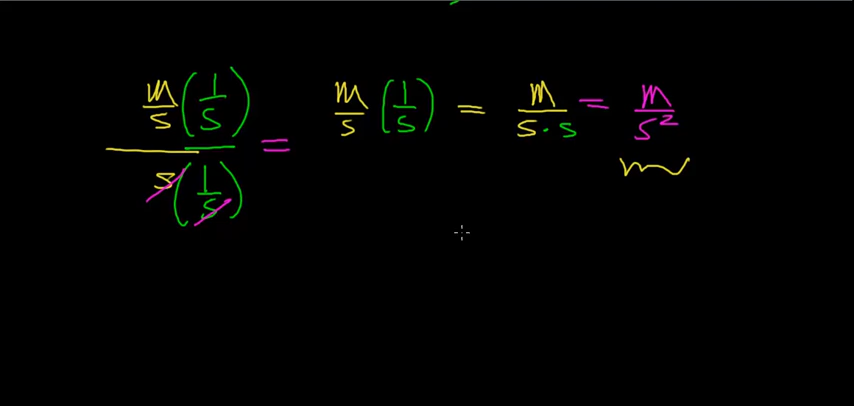 m/s (1/s) / s (1/s) = m/s (1/s) = m/s·s = m/s²